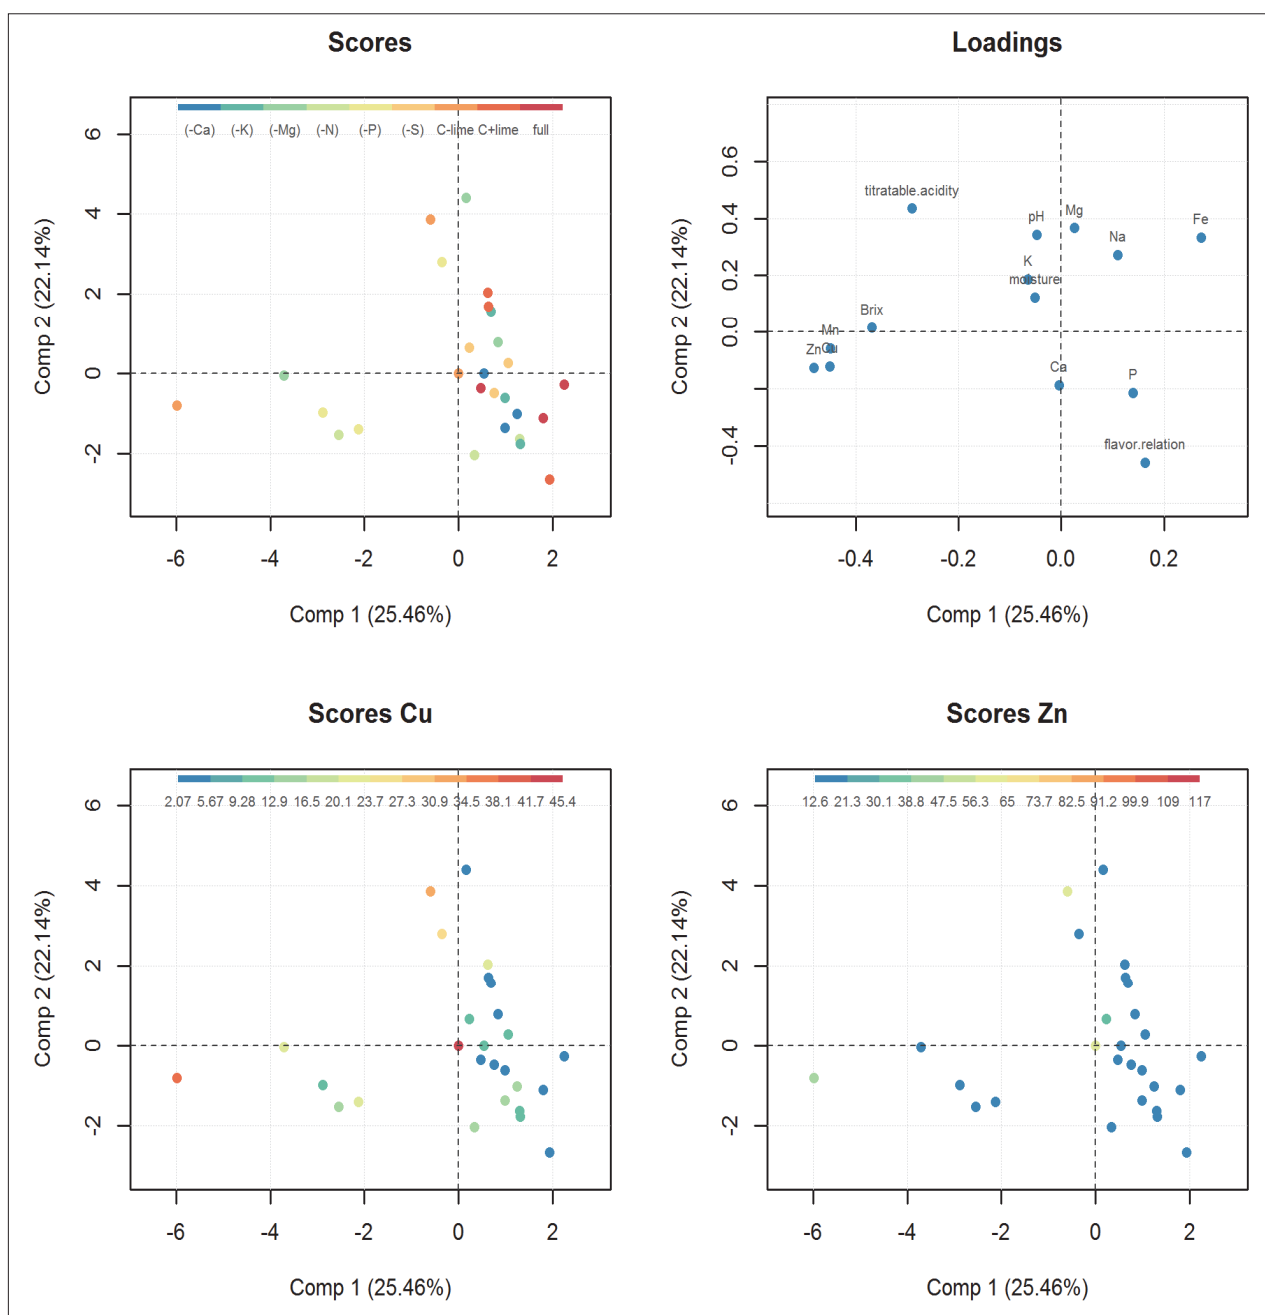 Scores
(-Ca) (-K) (-Mg) (-N) (-P) (-S) C-lime C+lime full
6
4
2
0
-2
Comp 2 (22.14%)
-6 -4 -2 0 2
Comp 1 (25.46%)
Loadings
titratable.acidity
pH
Mg
Fe
Na
K
moisture
Brix
Mn
Zn
Cu
Ca
P
flavor.relation
0.6
0.4
0.2
0.0
-0.4
Comp 2 (22.14%)
-0.4 -0.2 0.0 0.2
Comp 1 (25.46%)
Scores Cu
2.07 5.67 9.28 12.9 16.5 20.1 23.7 27.3 30.9 34.5 38.1 41.7 45.4
6
4
2
0
-2
Comp 2 (22.14%)
-6 -4 -2 0 2
Comp 1 (25.46%)
Scores Zn
12.6 21.3 30.1 38.8 47.5 56.3 65 73.7 82.5 91.2 99.9 109 117
6
4
2
0
-2
Comp 2 (22.14%)
-6 -4 -2 0 2
Comp 1 (25.46%)